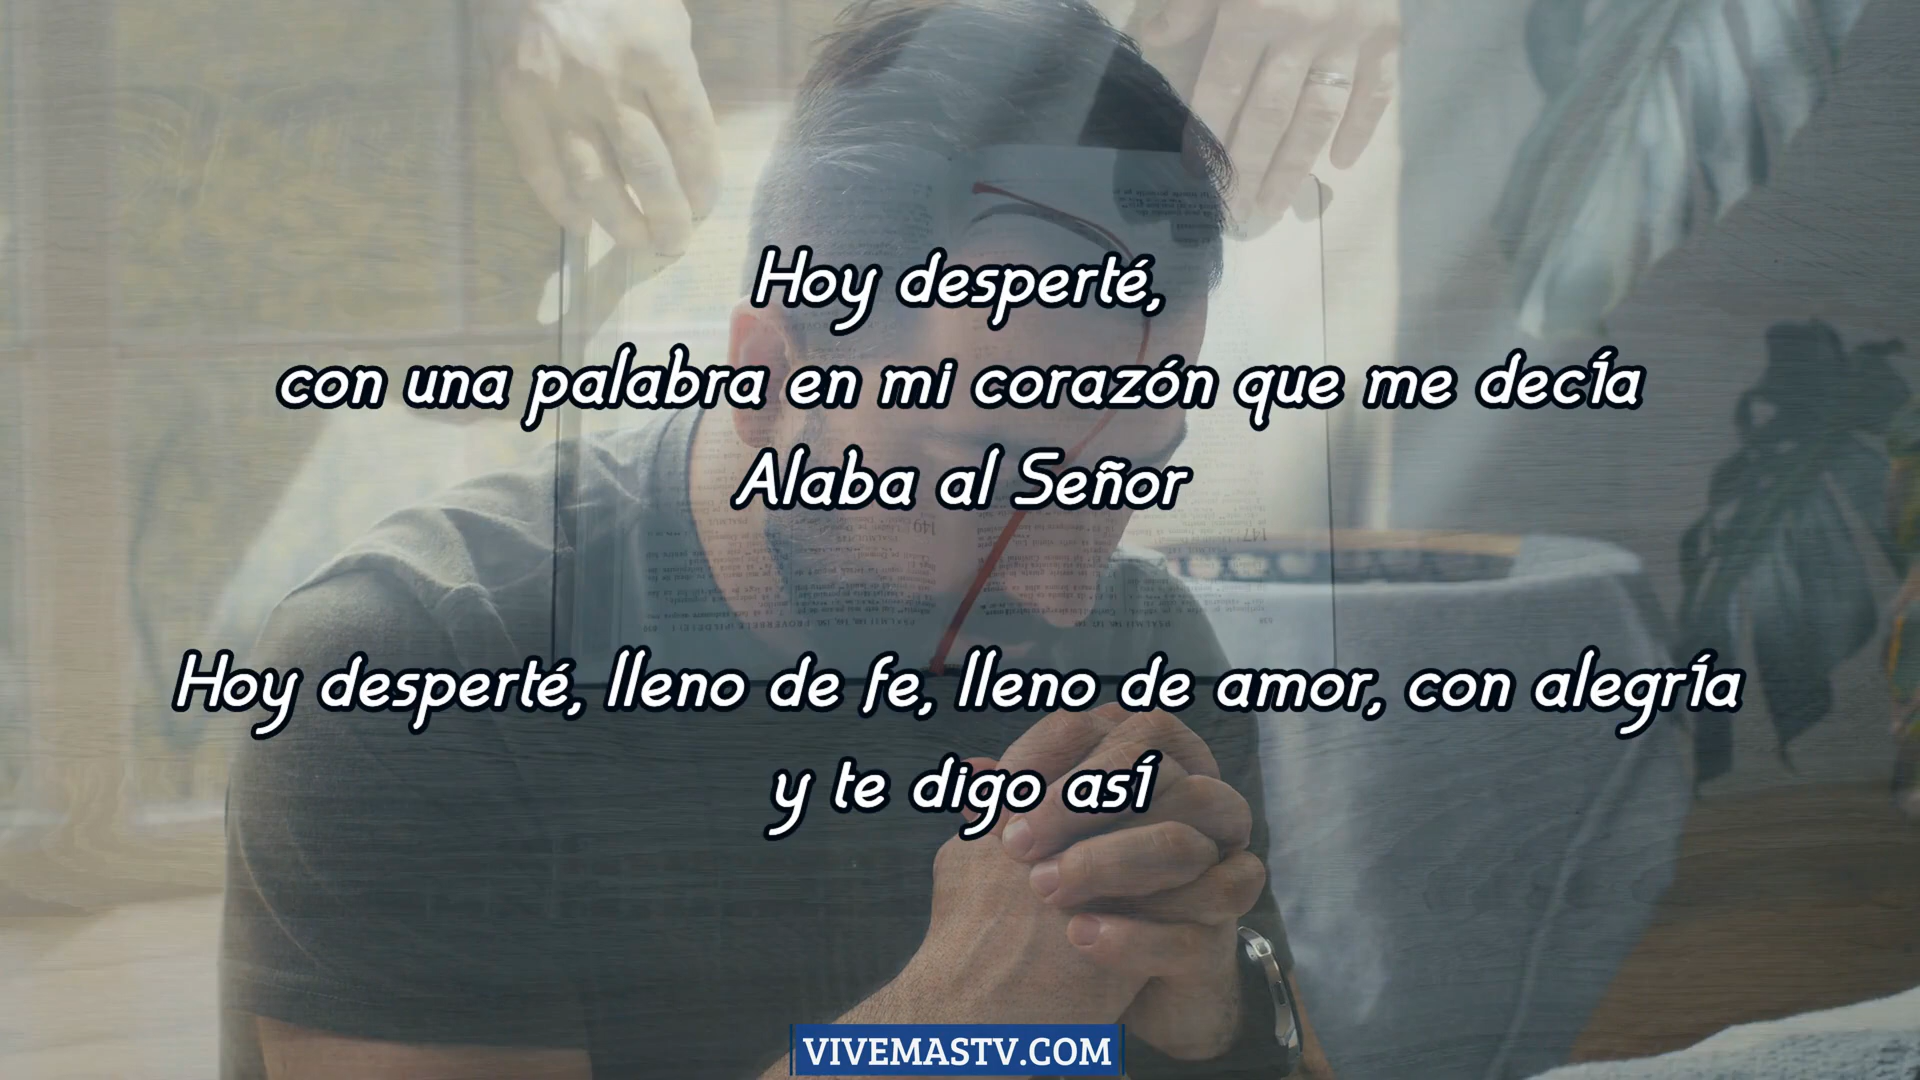 Hoy desperté,
con una palabra en mi corazón que me decía
Alaba al Señor
Hoy desperté, lleno de fe, lleno de amor, con alegría
y te digo así
VIVEMASTV.COM